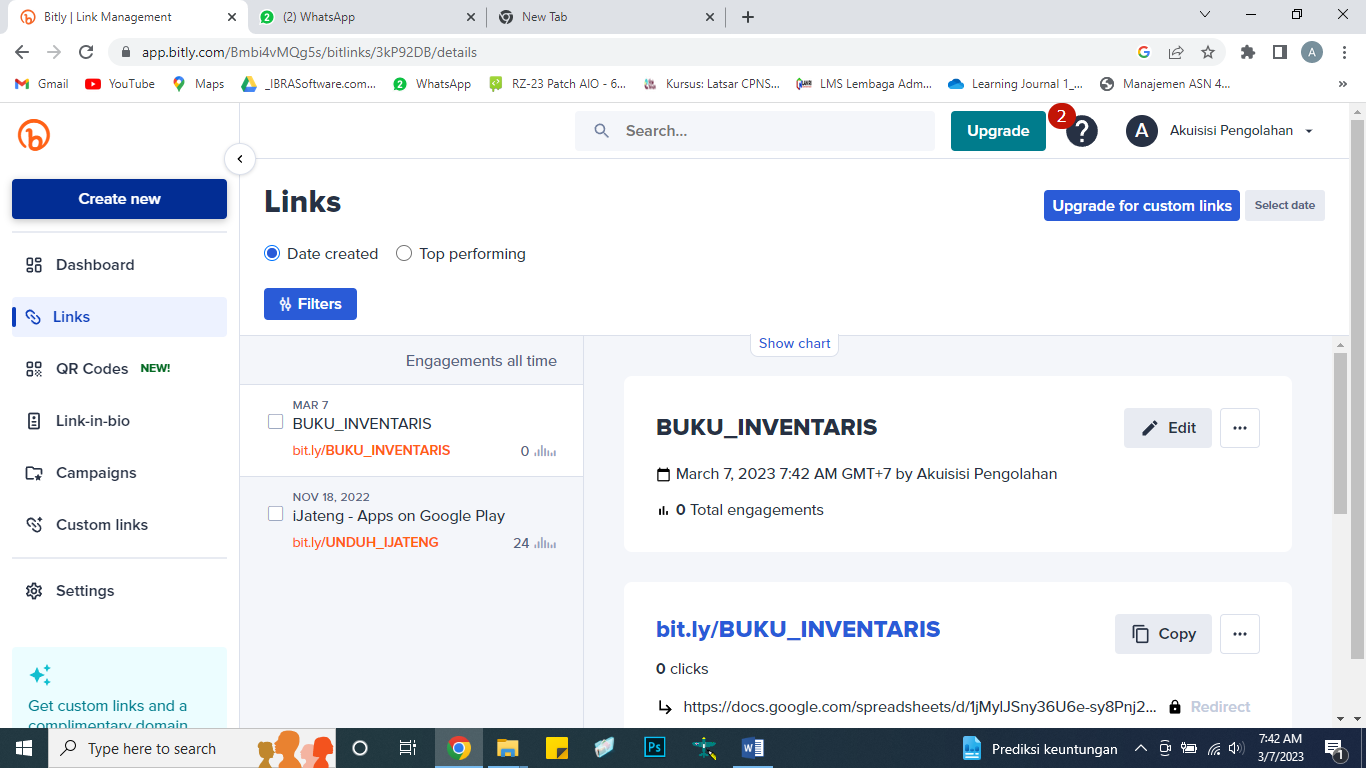 Bitly | Link Management
(2) WhatsApp
New Tab
app.bitly.com/Bmbi4vMQg5s/bitlinks/3kP92DB/details
A
Gmail
YouTube
Maps
_IBRASoftware.com...
WhatsApp
RZ-23 Patch AIO - 6...
Kursus: Latsar CPNS...
LMS Lembaga Adm...
Learning Journal 1_...
Manajemen ASN 4...
»
Search...
Upgrade
2
?
A
Akuisisi Pengolahan
Create new
Dashboard
Links
QR Codes NEW!
Link-in-bio
Campaigns
Custom links
Settings
Get custom links and a
complimentary domain
Links
Upgrade for custom links
Select date
Date created
Top performing
Filters
Engagements all time
MAR 7
BUKU_INVENTARIS
bit.ly/BUKU_INVENTARIS 0
NOV 18, 2022
iJateng - Apps on Google Play
bit.ly/UNDUH_IJATENG 24
Show chart
BUKU_INVENTARIS
Edit
March 7, 2023 7:42 AM GMT+7 by Akuisisi Pengolahan
0 Total engagements
bit.ly/BUKU_INVENTARIS
Copy
0 clicks
https://docs.google.com/spreadsheets/d/1jMylJSny36U6e-sy8Pnj2...
Redirect
Type here to search
Ps
Prediksi keuntungan
7:42 AM
3/7/2023
1